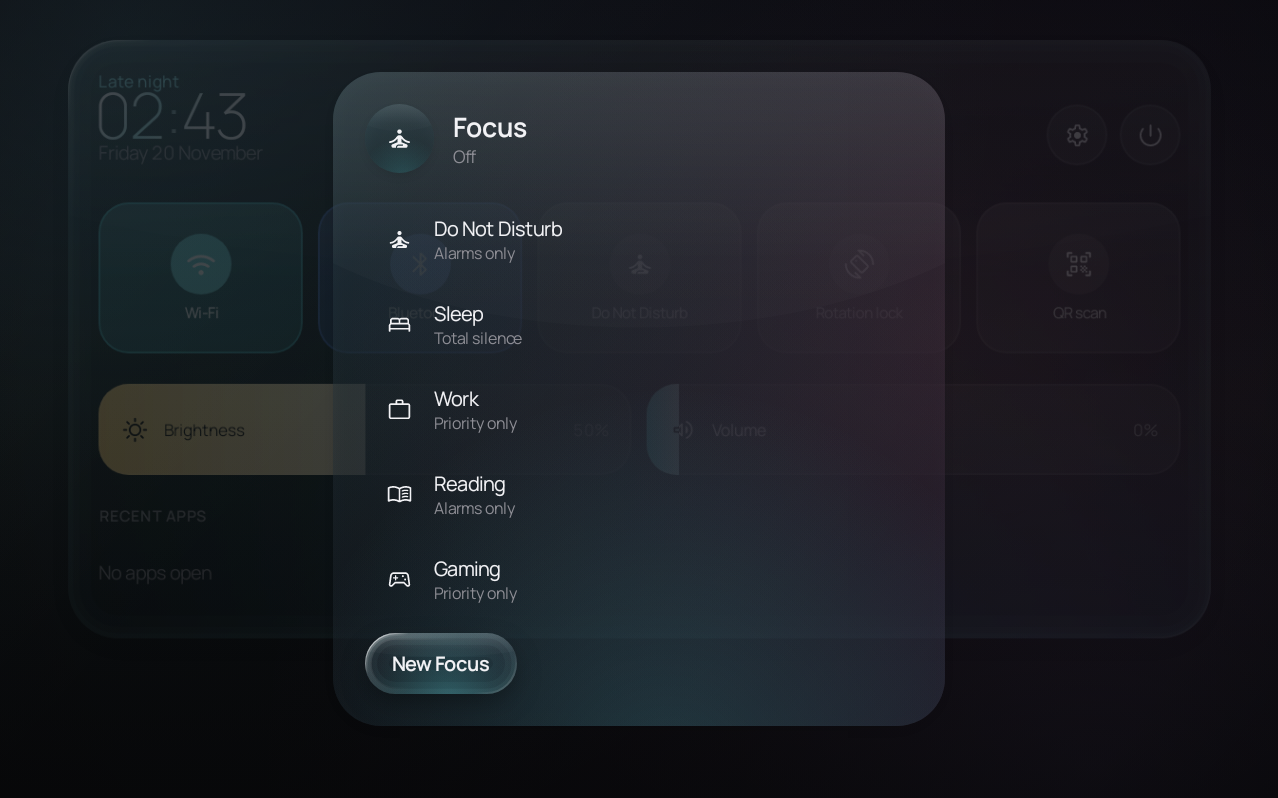 Late night
02:43
Friday 20 November
Focus
Off
Do Not Disturb
Alarms only
Sleep
Total silence
Work
Priority only
Reading
Alarms only
Gaming
Priority only
New Focus
Wi-Fi
Bluetoo
Do Not Disturb
Rotation lock
QR scan
Brightness
50%
Volume
0%
RECENT APPS
No apps open